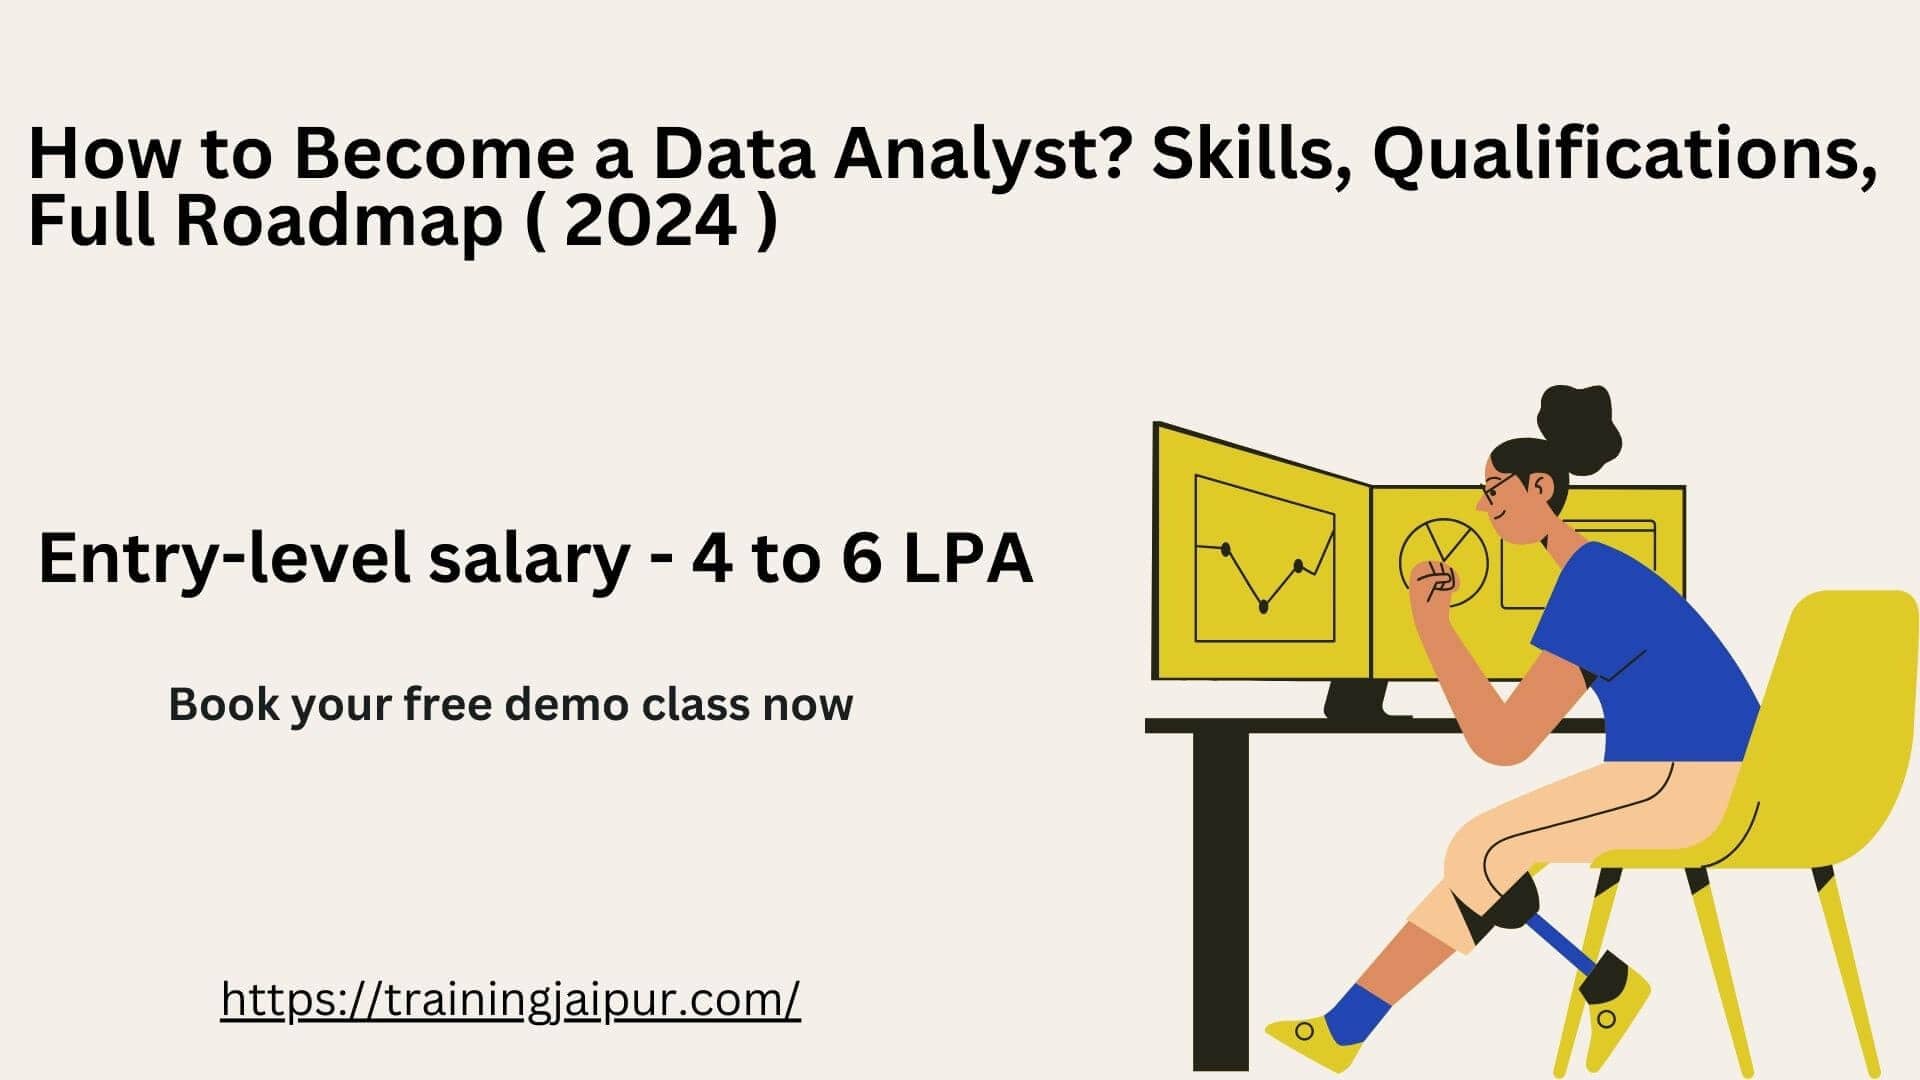 How to Become a Data Analyst? Skills, Qualifications,
Full Roadmap ( 2024 )
Entry-level salary - 4 to 6 LPA
Book your free demo class now
https://trainingjaipur.com/